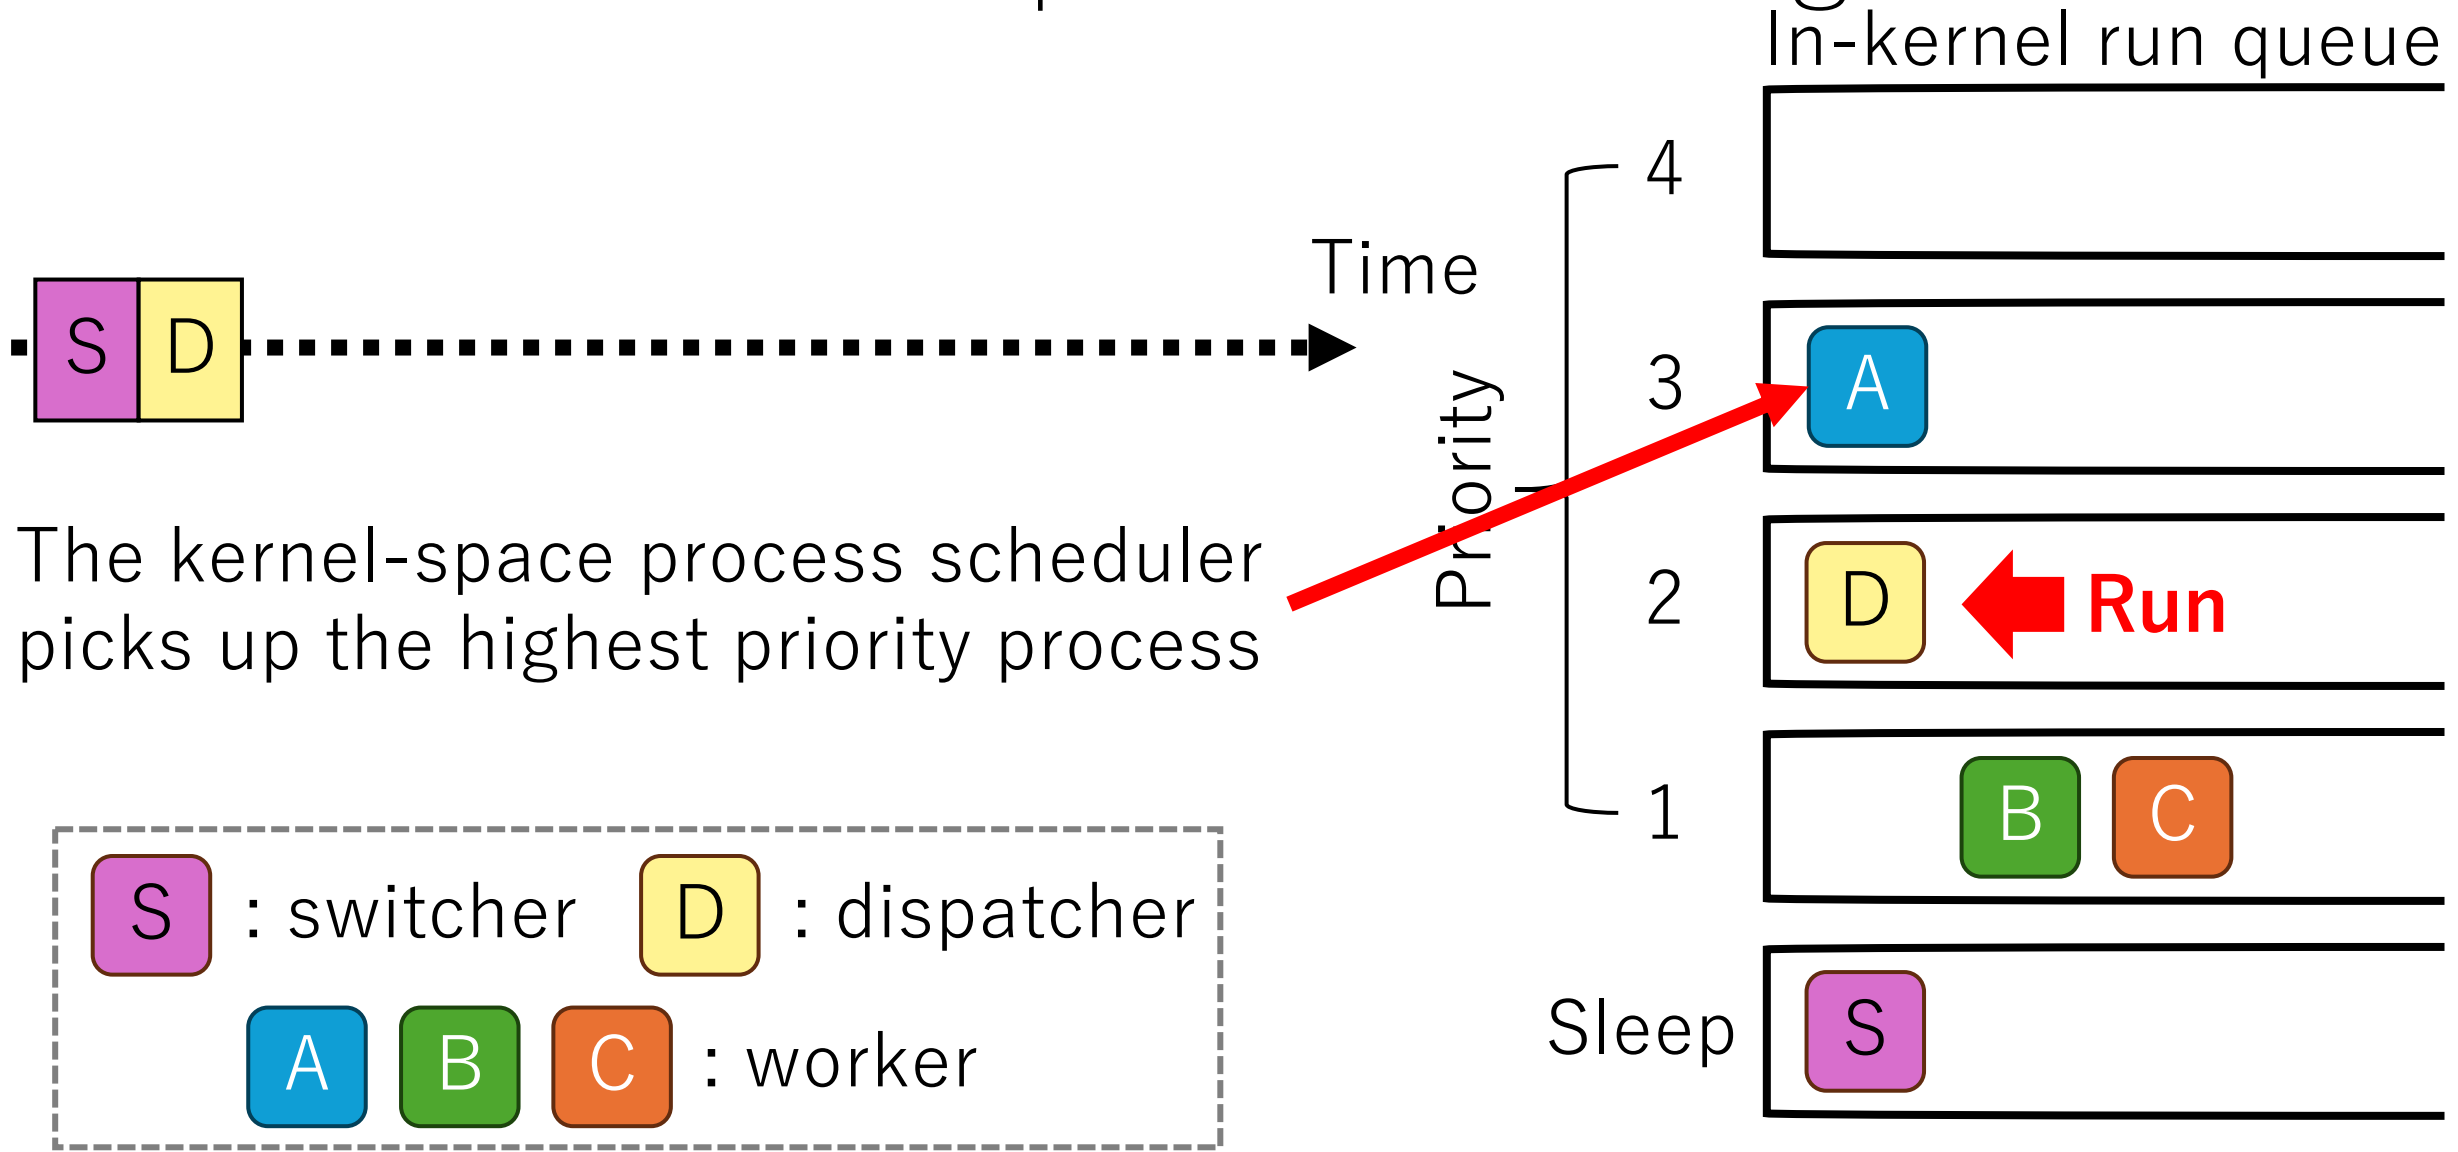 In-kernel run queue
4
Time
S D
3
A
Priority
The kernel-space process scheduler
picks up the highest priority process
2
D
Run
1
B C
S : switcher D : dispatcher
A B C : worker
Sleep
S